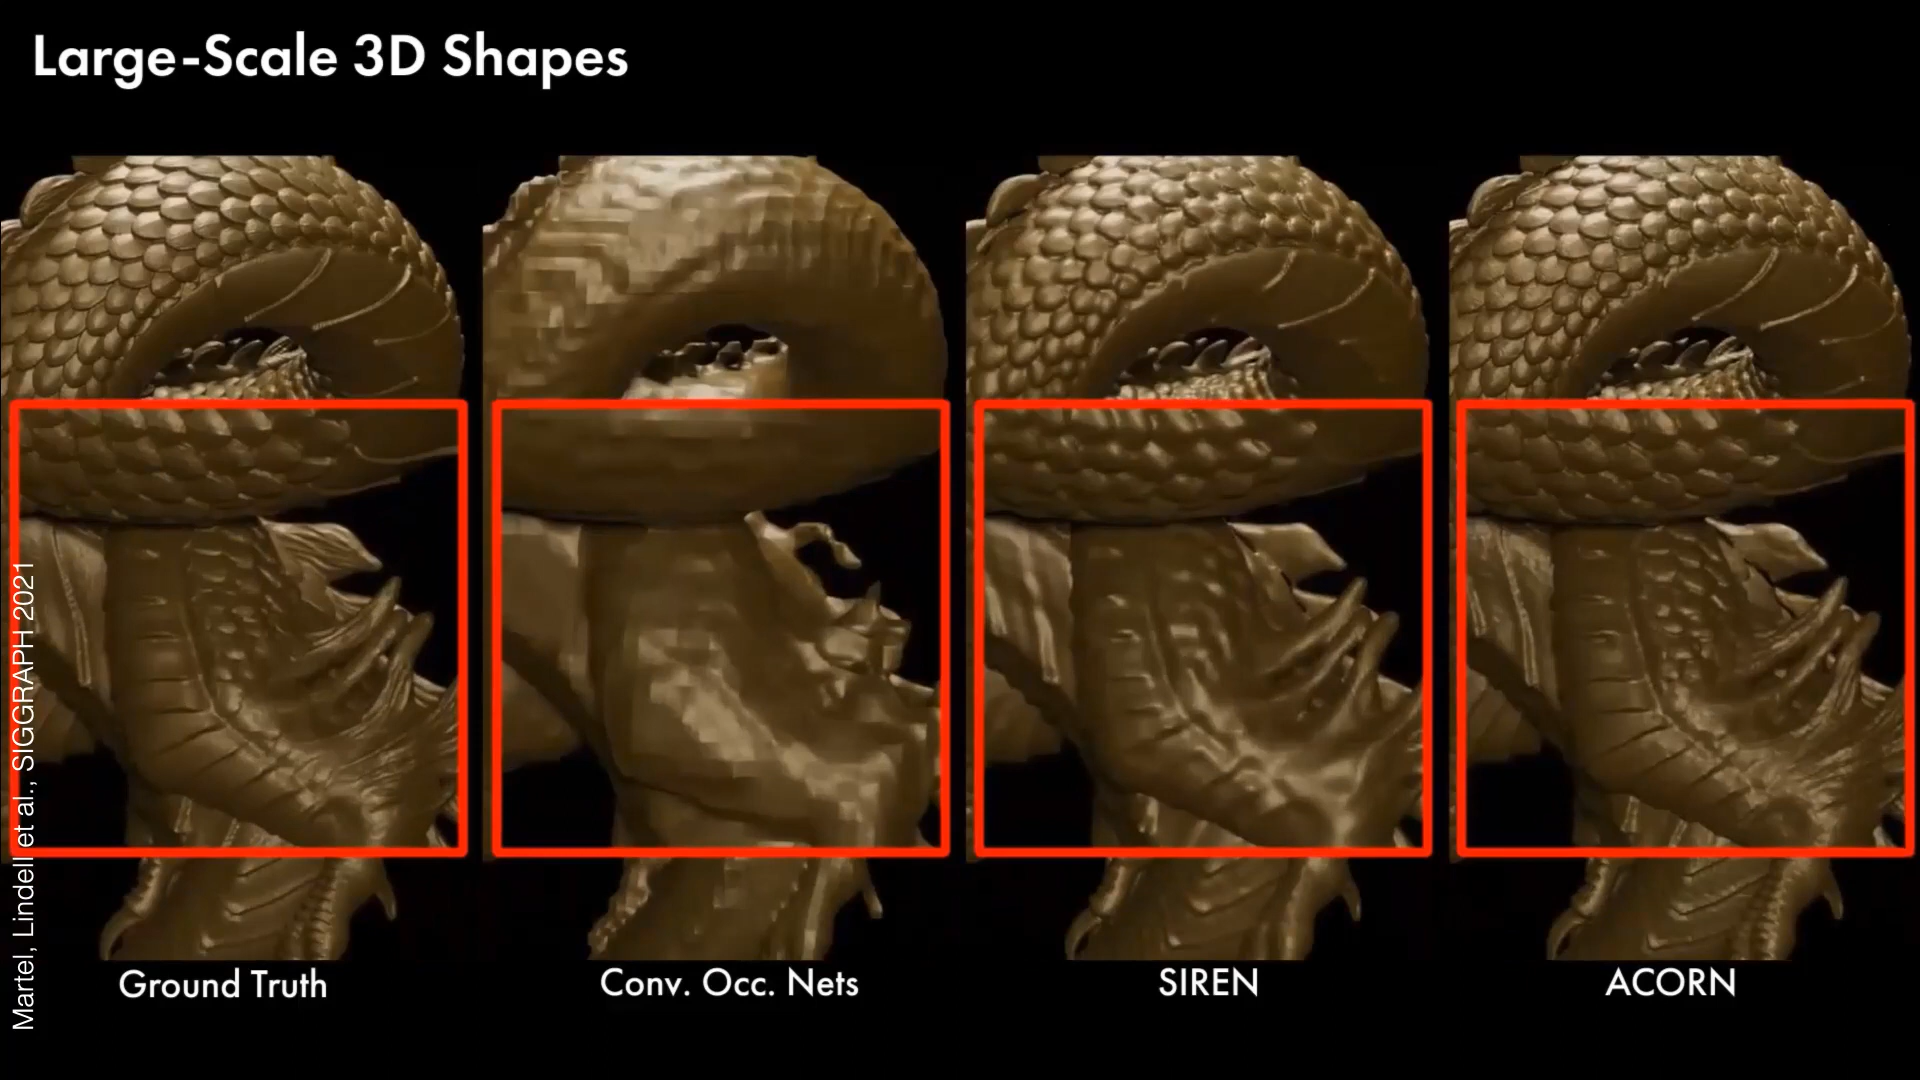 Large-Scale 3D Shapes
Martel, Lindell et al., SIGGRAPH 2021
Ground Truth
Conv. Occ. Nets
SIREN
ACORN